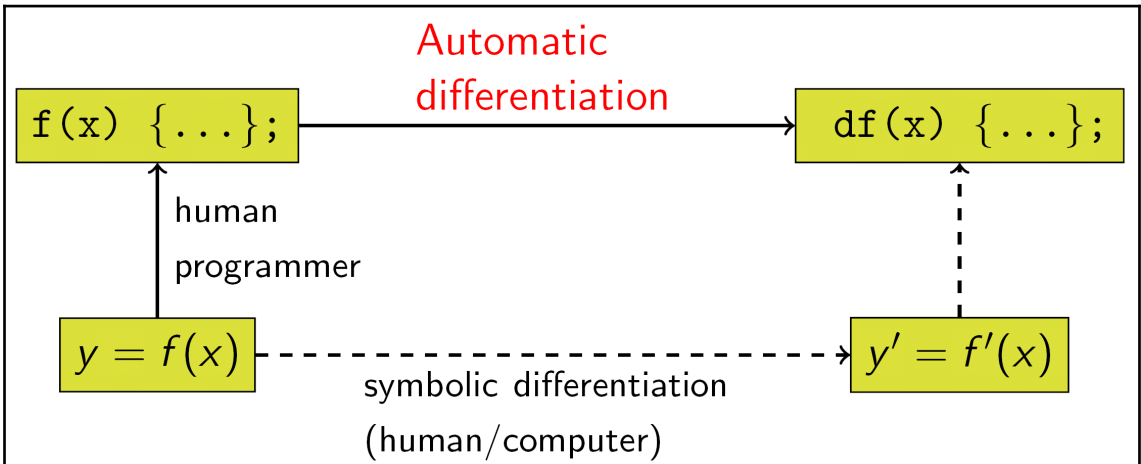 Automatic
differentiation
f(x) {...};
df(x) {...};
human
programmer
y = f(x)
y′ = f′(x)
symbolic differentiation
(human/computer)